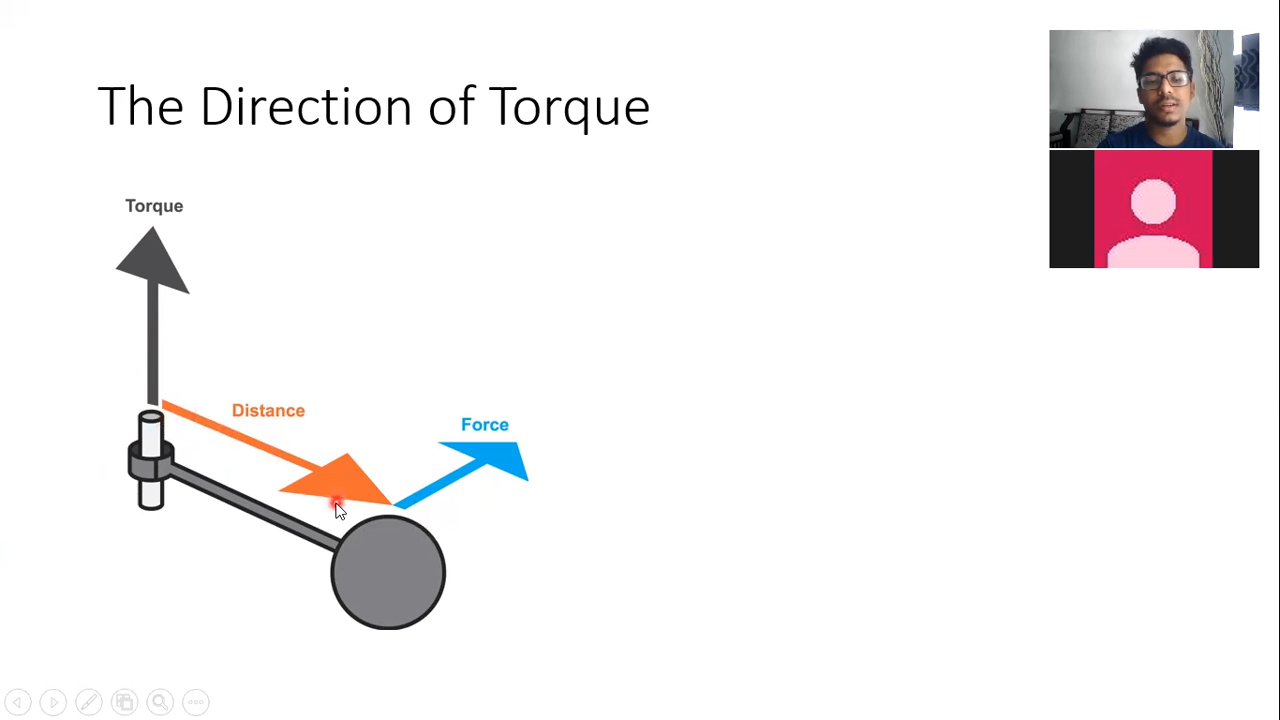 The Direction of Torque
Torque
Distance
Force